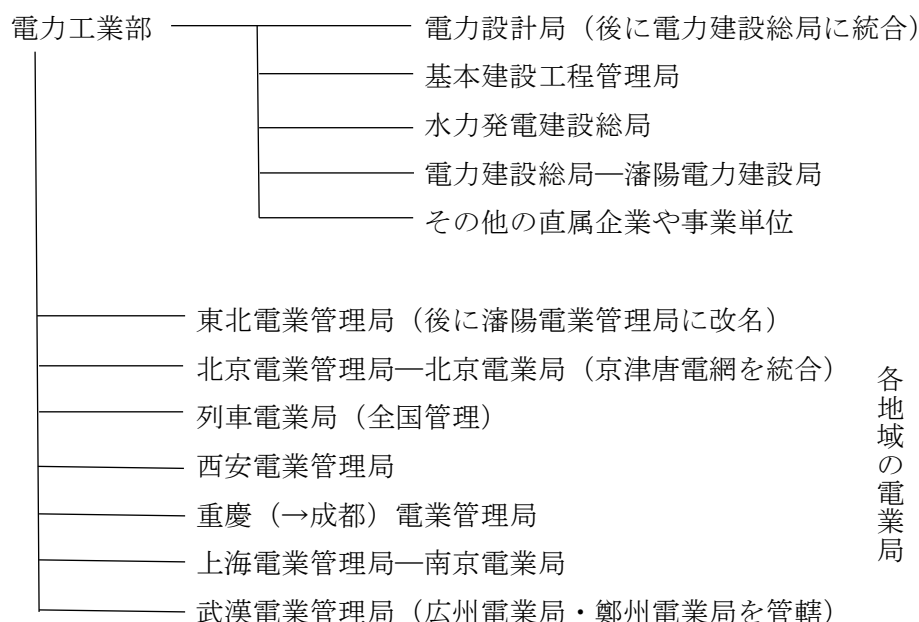 電力工業部
電力設計局（後に電力建設総局に統合）
基本建設工程管理局
水力発電建設総局
電力建設総局―瀋陽電力建設局
その他の直属企業や事業単位
東北電業管理局（後に瀋陽電業管理局に改名）
北京電業管理局―北京電業局（京津唐電網を統合）
列車電業局（全国管理）
西安電業管理局
重慶（→成都）電業管理局
上海電業管理局―南京電業局
武漢電業管理局（広州電業局・鄭州電業局を管轄）
各地域の電業局